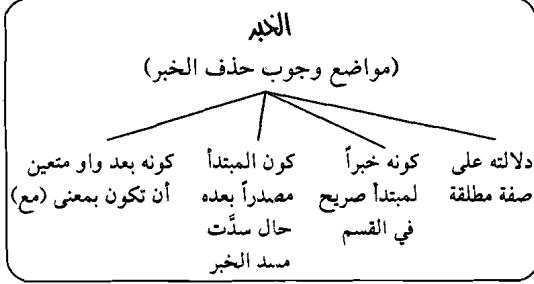 الخبر
(مواضع وجوب حذف الخبر)
دلالته على
صفة مطلقة
كونه خبراً
لمبتدأ صريح
في القسم
كون المبتدأ
مصدراً بعده
حال سدَّت
مسد الخبر
كونه بعد واو متعين
أن تكون بمعنى (مع)